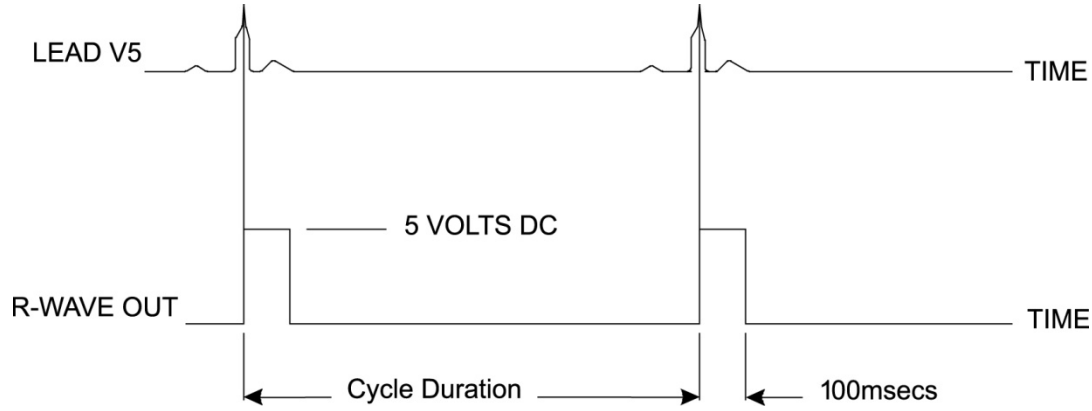 LEAD V5
TIME
5 VOLTS DC
R-WAVE OUT
TIME
Cycle Duration
100msecs